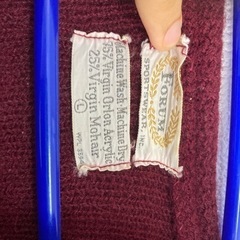 Machine Wash-Machine Dry
75% Virgin Orlon Acrylic
25% Virgin Mohair
L
FORUM
SPORTSWEAR, INC.